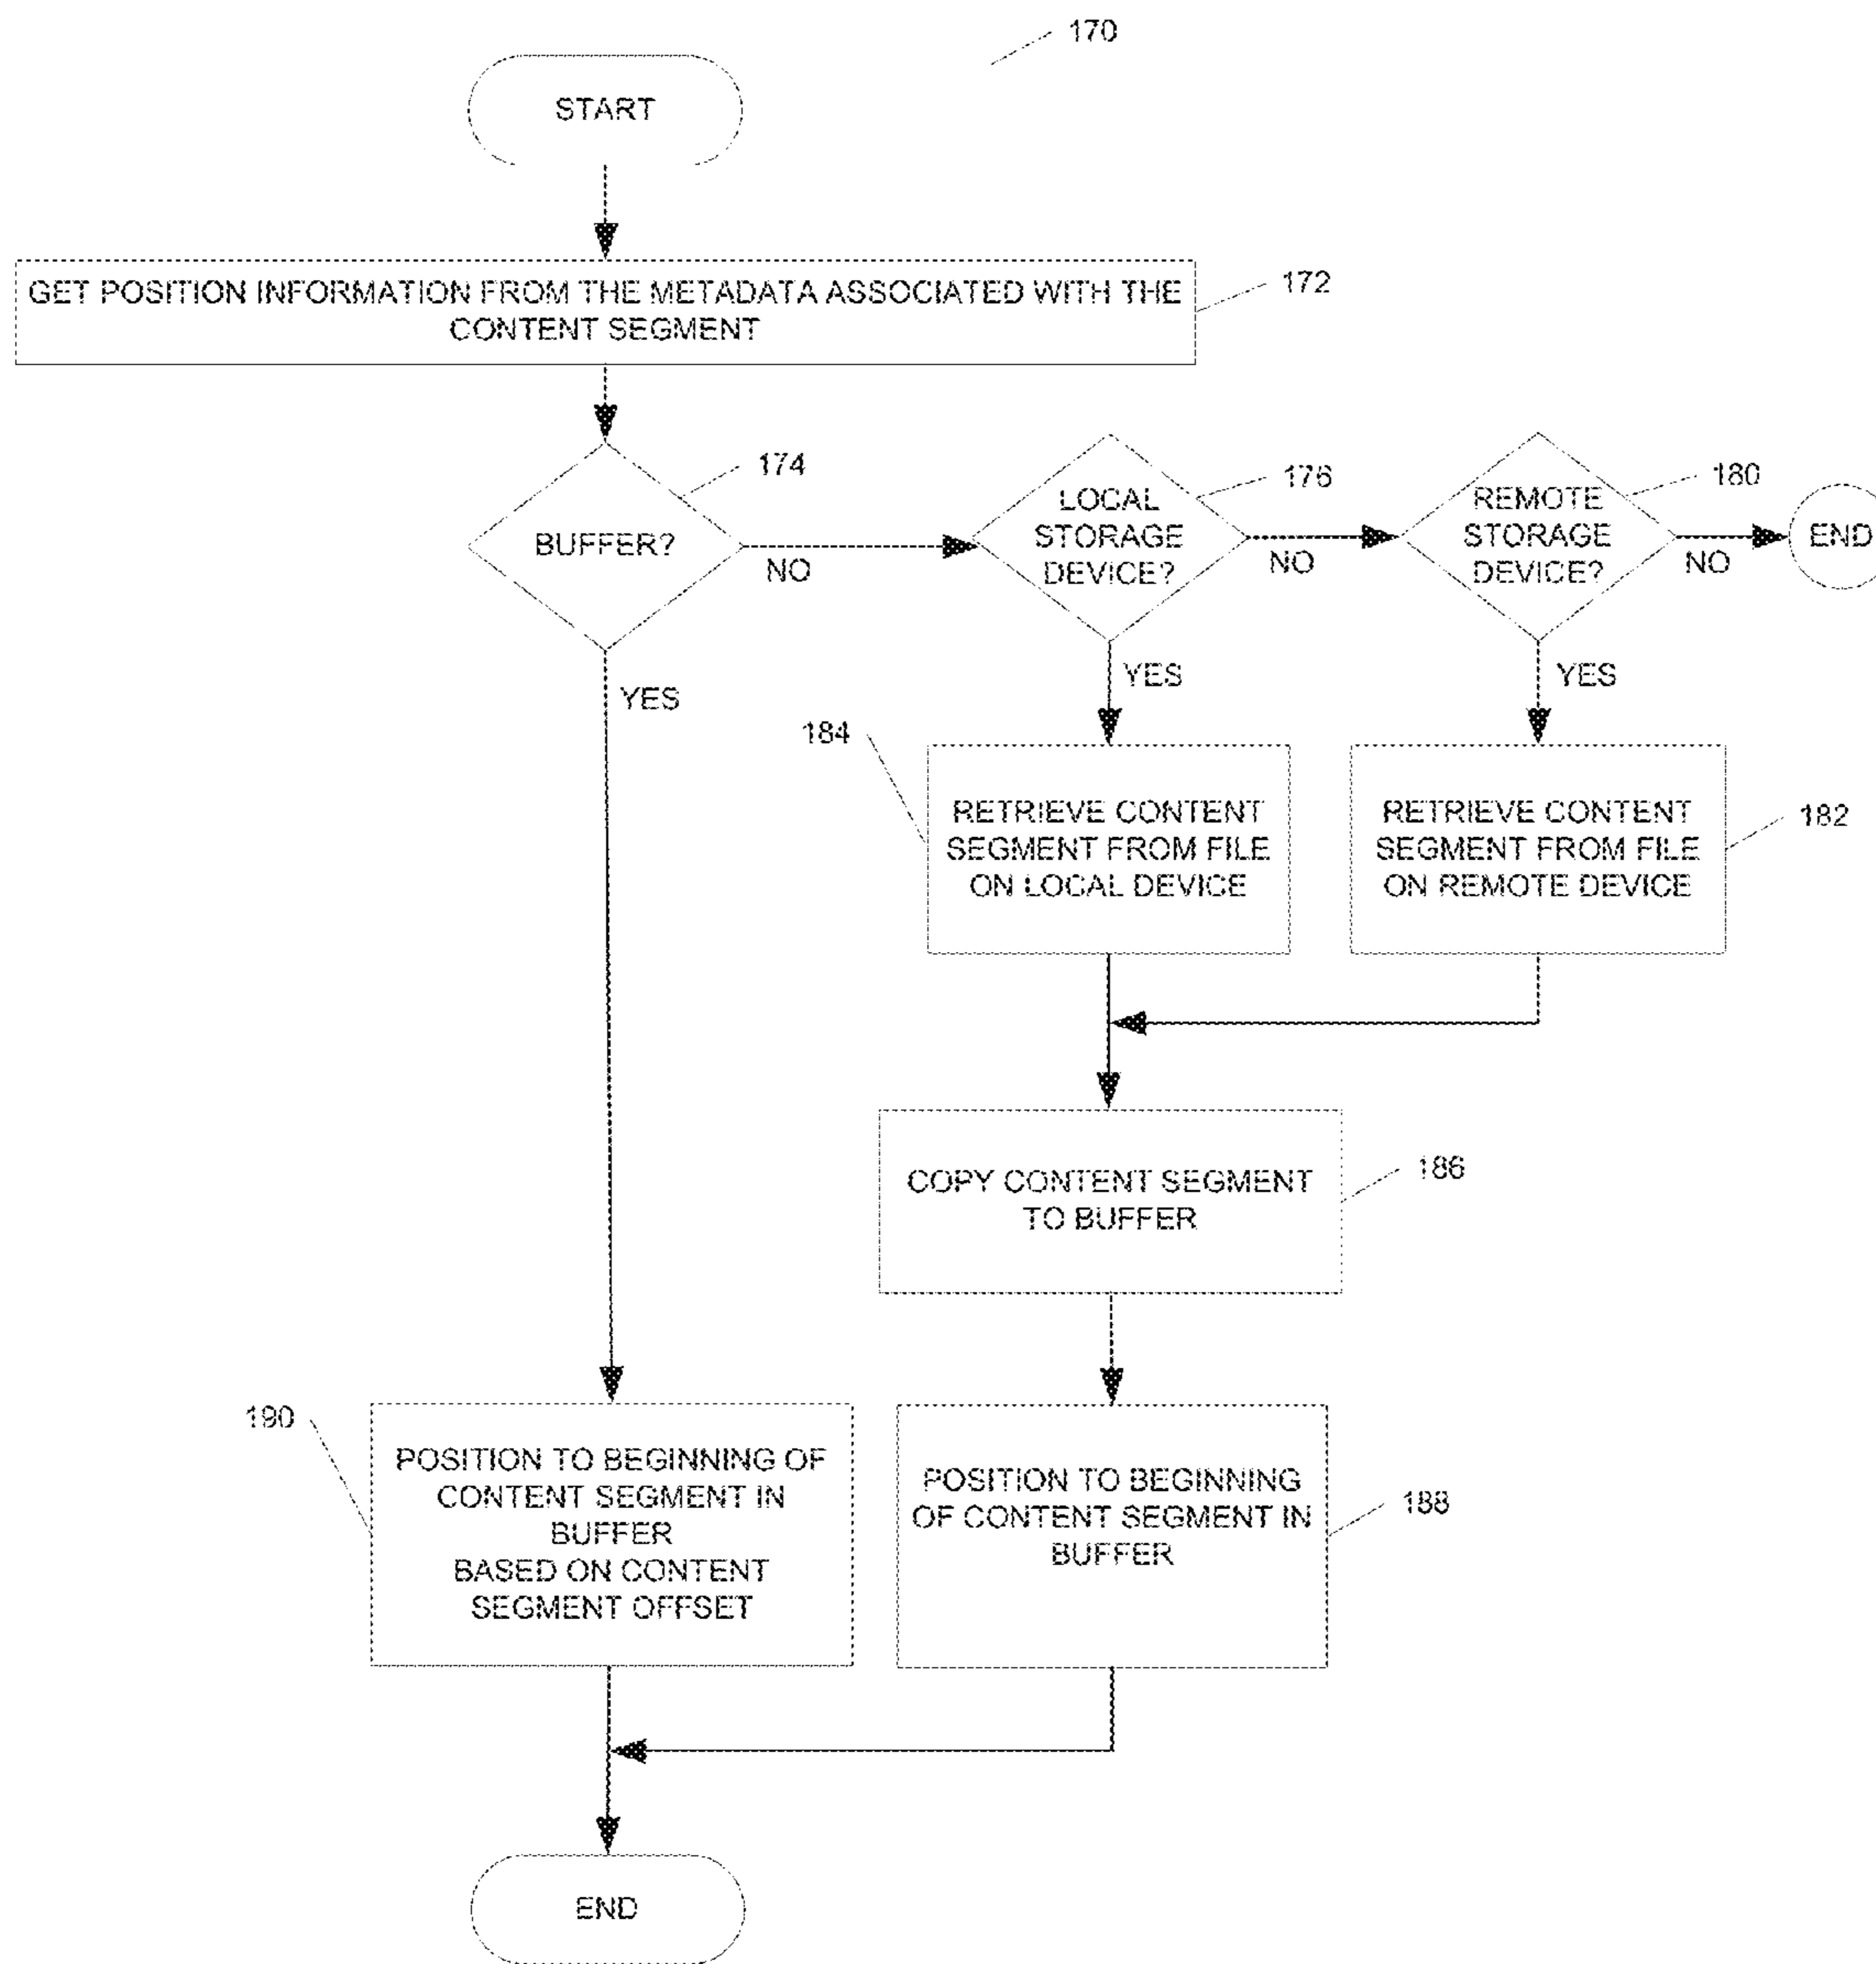 170
START
GET POSITION INFORMATION FROM THE METADATA ASSOCIATED WITH THE
CONTENT SEGMENT
172
BUFFER?
174
NO
YES
LOCAL
STORAGE
DEVICE?
176
NO
YES
REMOTE
STORAGE
DEVICE?
180
NO
YES
END
184
RETRIEVE CONTENT
SEGMENT FROM FILE
ON LOCAL DEVICE
RETRIEVE CONTENT
SEGMENT FROM FILE
ON REMOTE DEVICE
182
COPY CONTENT SEGMENT
TO BUFFER
186
190
POSITION TO BEGINNING OF
CONTENT SEGMENT IN
BUFFER
BASED ON CONTENT
SEGMENT OFFSET
POSITION TO BEGINNING
OF CONTENT SEGMENT IN
BUFFER
188
END